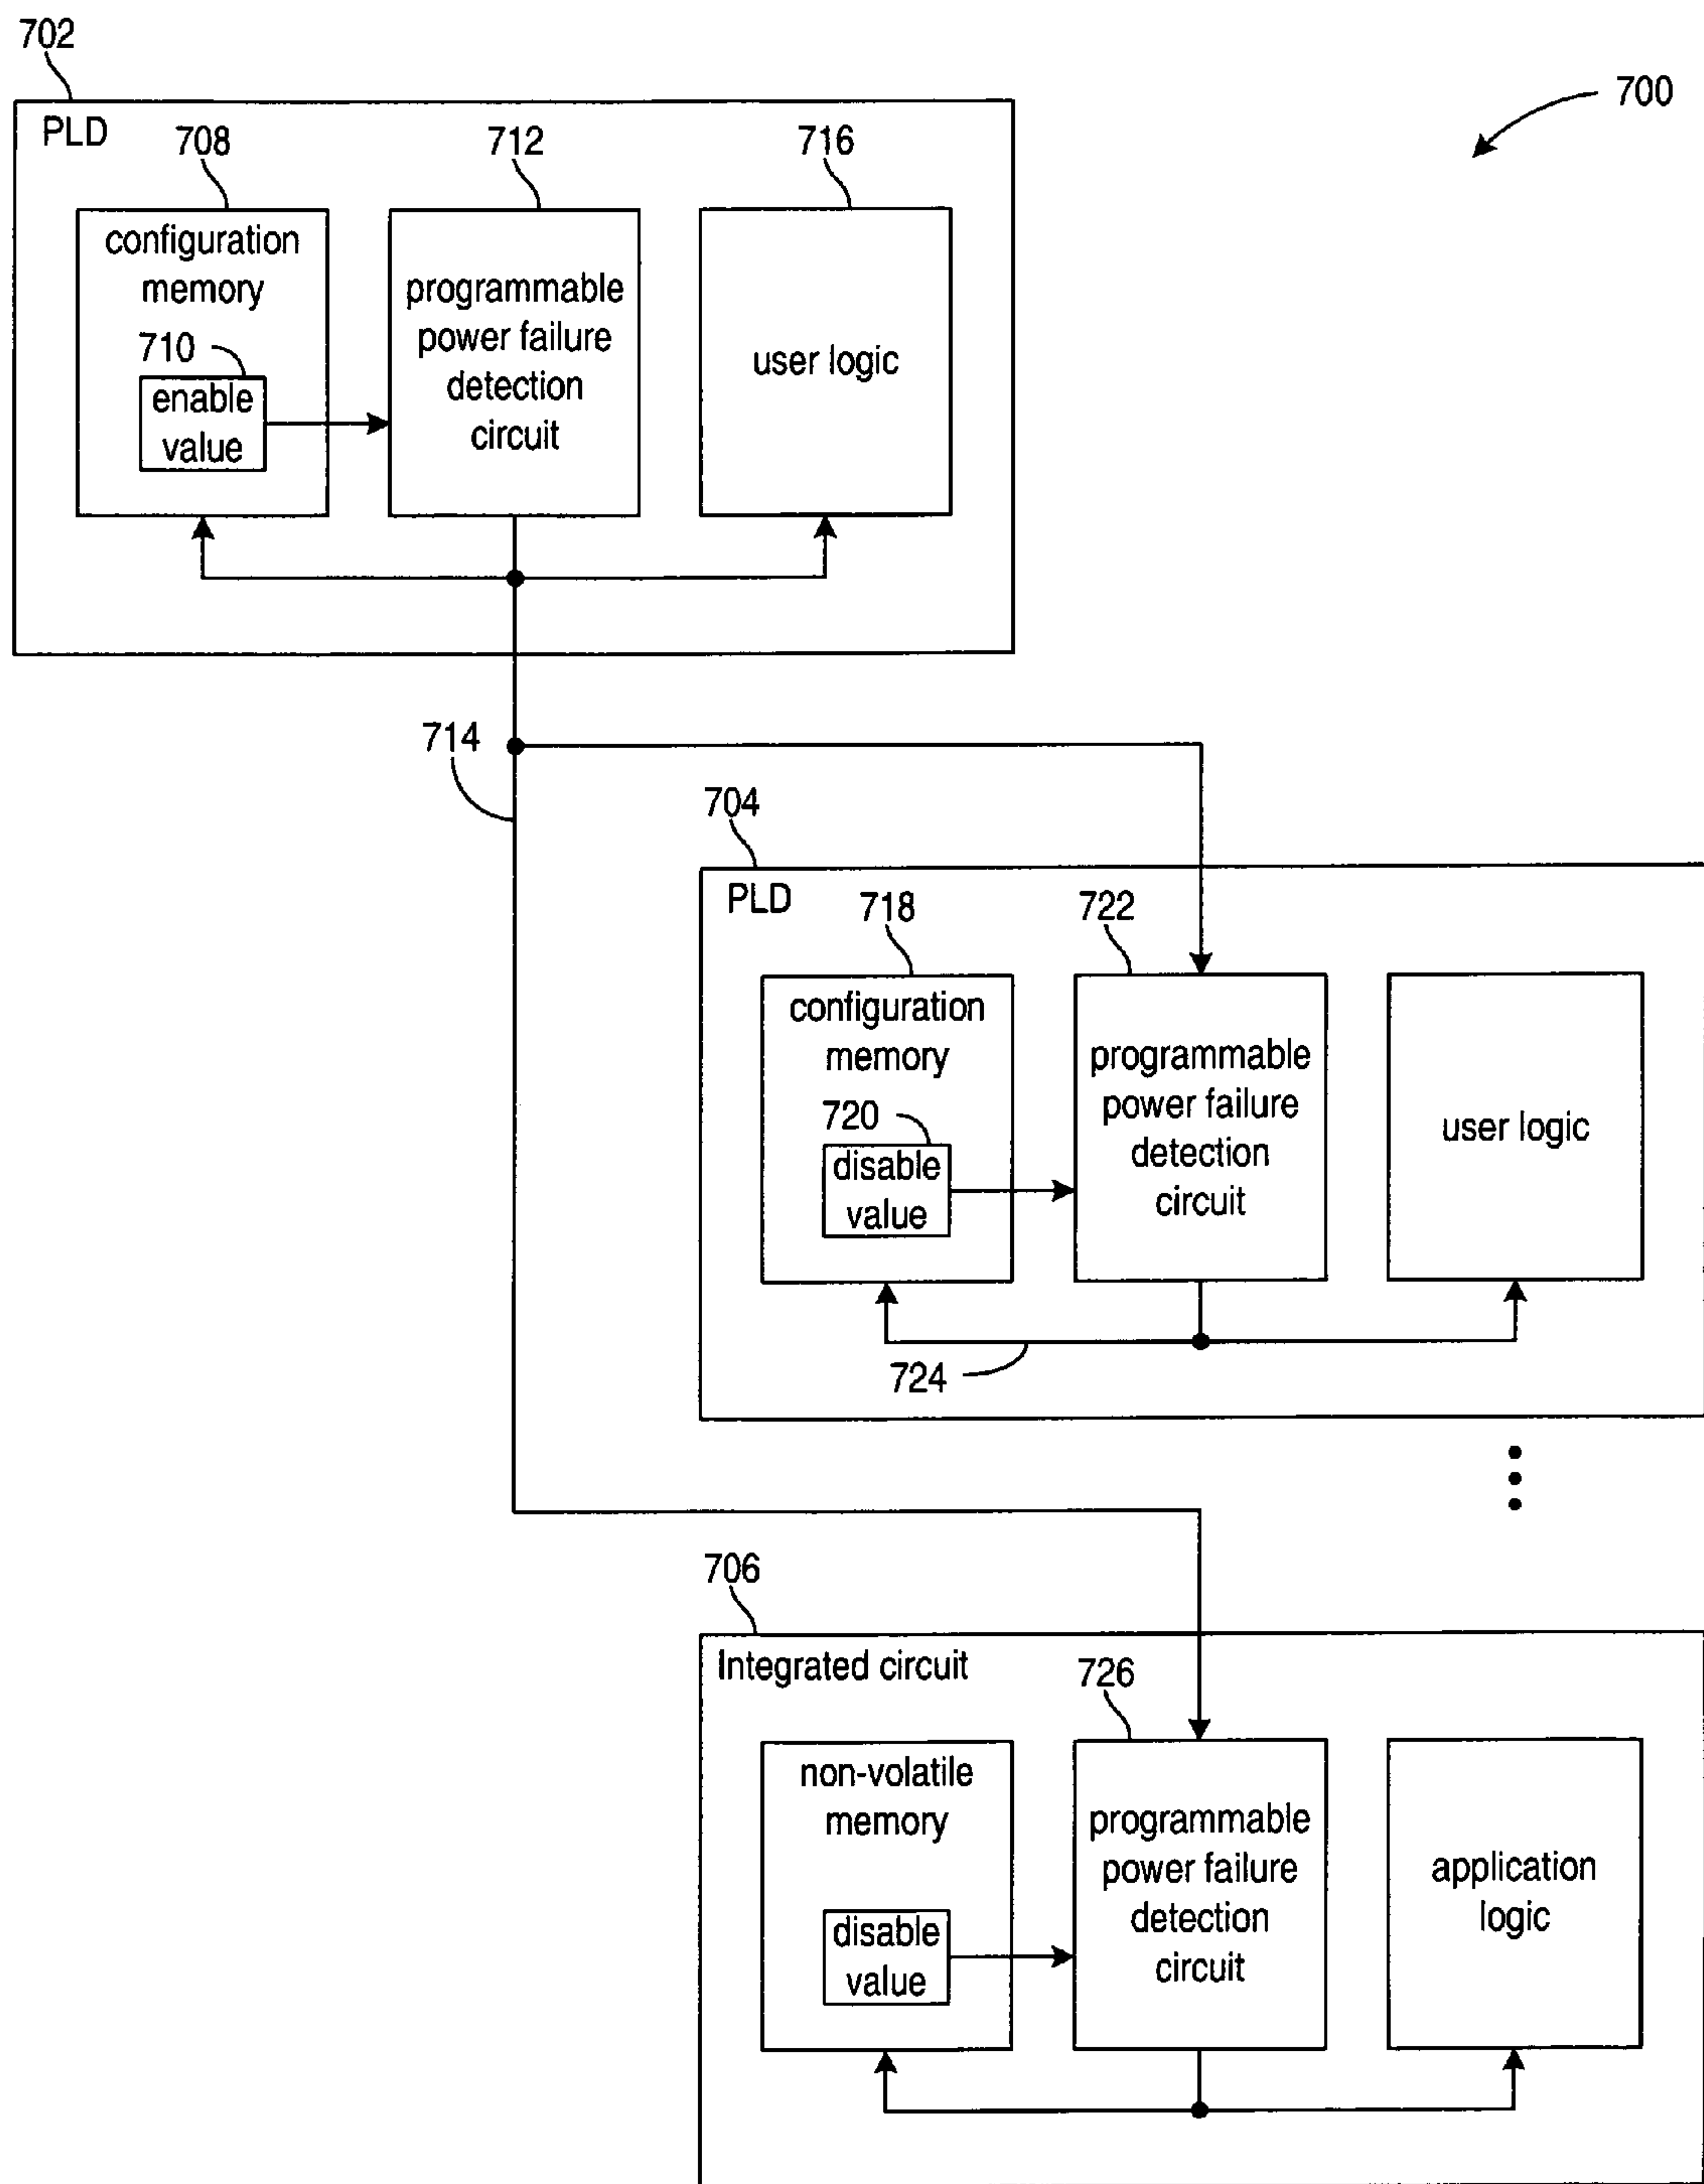 702
700
PLD
708
712
716
configuration
memory
710
enable
value
programmable
power failure
detection
circuit
user logic
714
704
PLD
718
722
configuration
memory
720
disable
value
programmable
power failure
detection
circuit
user logic
724
706
Integrated circuit
726
non-volatile
memory
disable
value
programmable
power failure
detection
circuit
application
logic